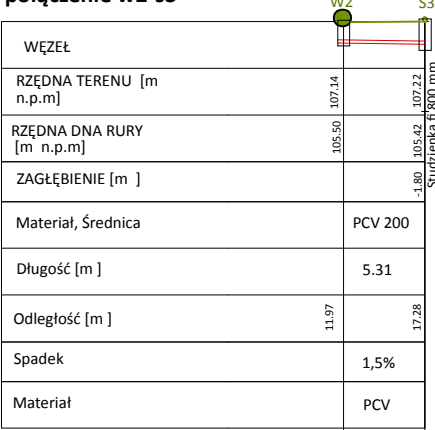 połączenie w2-s3
W2 S3
WĘZEŁ
RZĘDNA TERENU [m
n.p.m]
107.14 107.22
RZĘDNA DNA RURY
[m n.p.m]
105.50 105.42
ZAGŁĘBIENIE [m ]
-1.80
Studzienka fi 800 mm
Materiał, Średnica PCV 200
Długość [m ] 5.31
Odległość [m ] 11.97 17.28
Spadek 1,5%
Materiał PCV